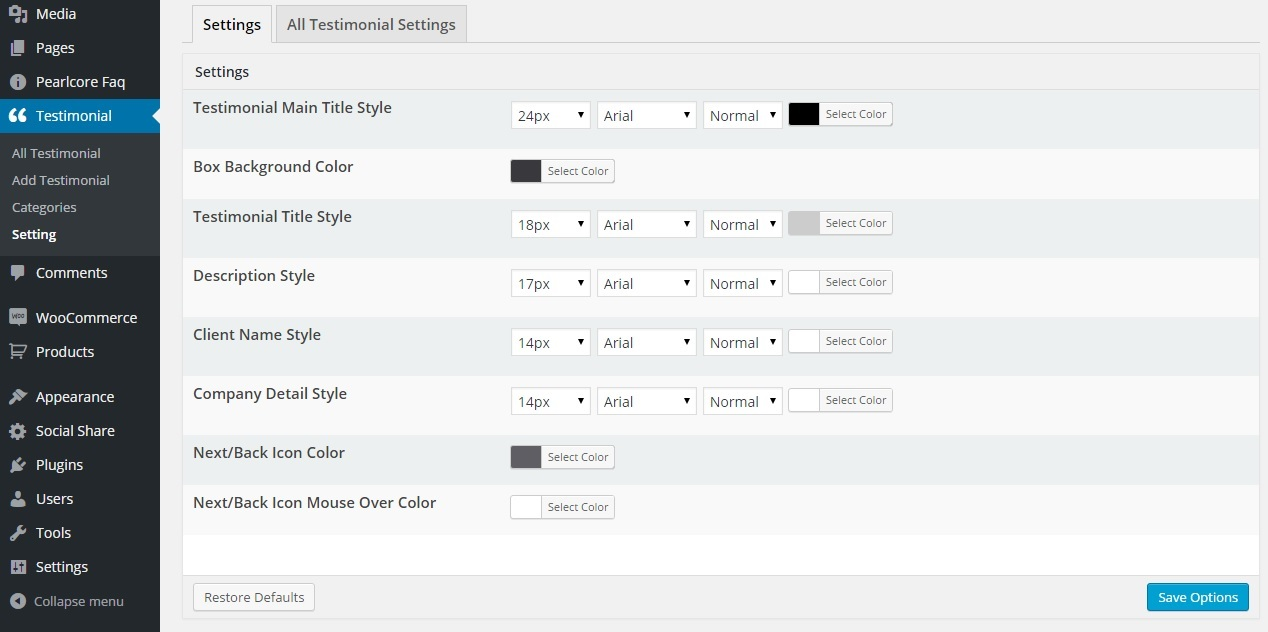 Media
Pages
Pearlcore Faq
Testimonial
All Testimonial
Add Testimonial
Categories
Setting
Comments
WOO WooCommerce
Products
Appearance
Social Share
Plugins
Users
Tools
Settings
Collapse menu
Settings All Testimonial Settings
Settings
Testimonial Main Title Style 24px Arial Normal Select Color
Box Background Color Select Color
Testimonial Title Style 18px Arial Normal Select Color
Description Style 17px Arial Normal Select Color
Client Name Style 14px Arial Normal Select Color
Company Detail Style 14px Arial Normal Select Color
Next/Back Icon Color Select Color
Next/Back Icon Mouse Over Color Select Color
Restore Defaults Save Options